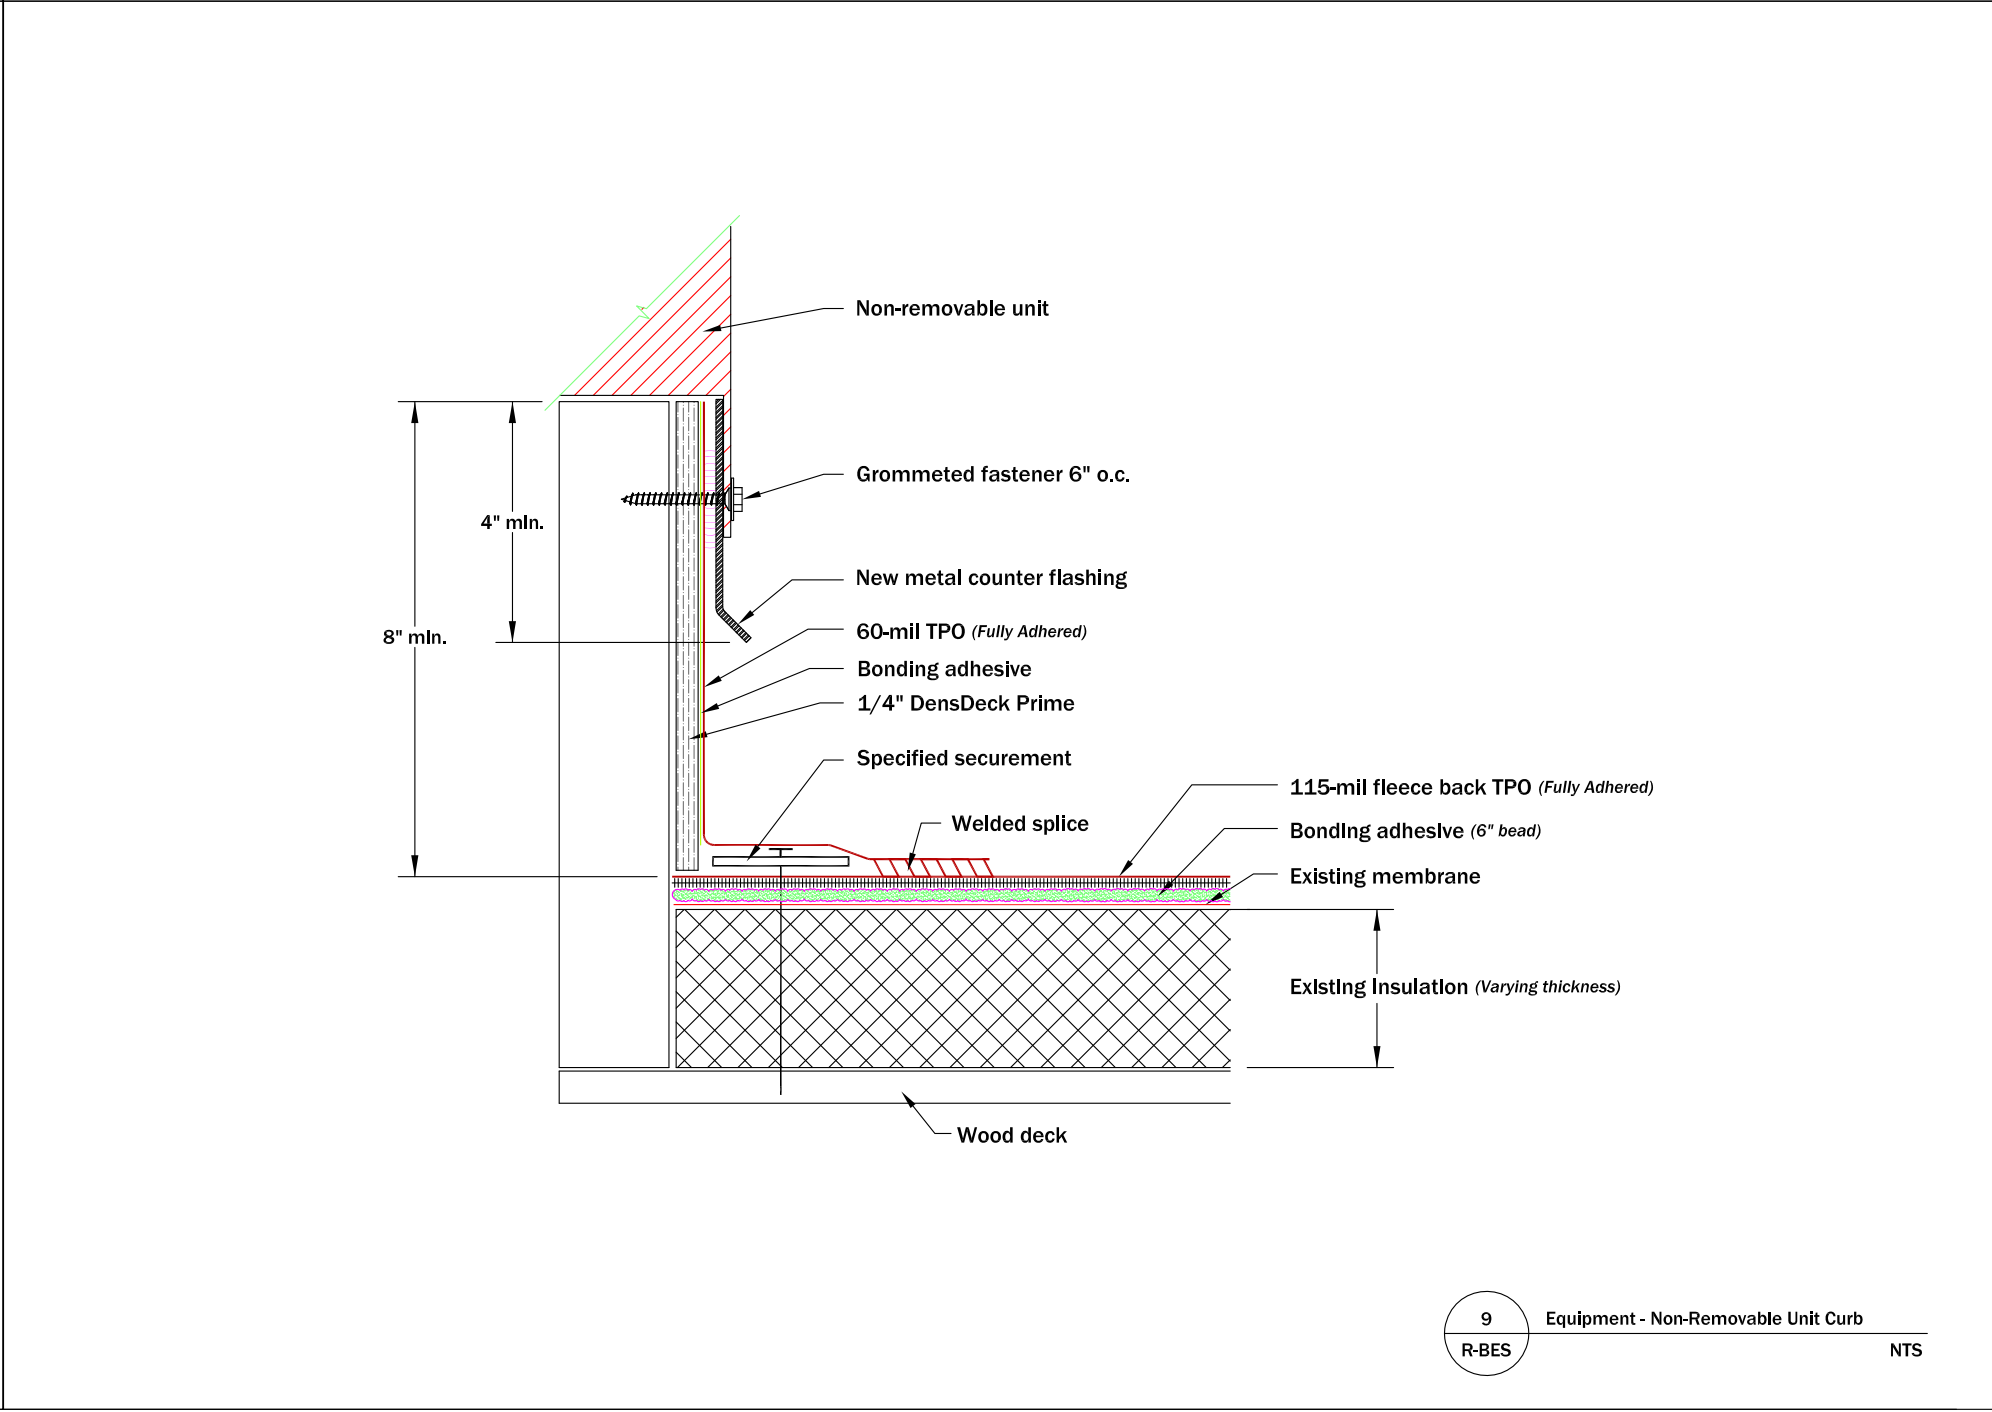 Non-removable unit
Grommeted fastener 6" o.c.
4" min.
New metal counter flashing
8" min.
60-mil TPO (Fully Adhered)
Bonding adhesive
1/4" DensDeck Prime
Specified securement
115-mil fleece back TPO (Fully Adhered)
Welded splice
Bonding adhesive (6" bead)
Existing membrane
Existing Insulation (Varying thickness)
Wood deck
9
Equipment - Non-Removable Unit Curb
R-BES
NTS